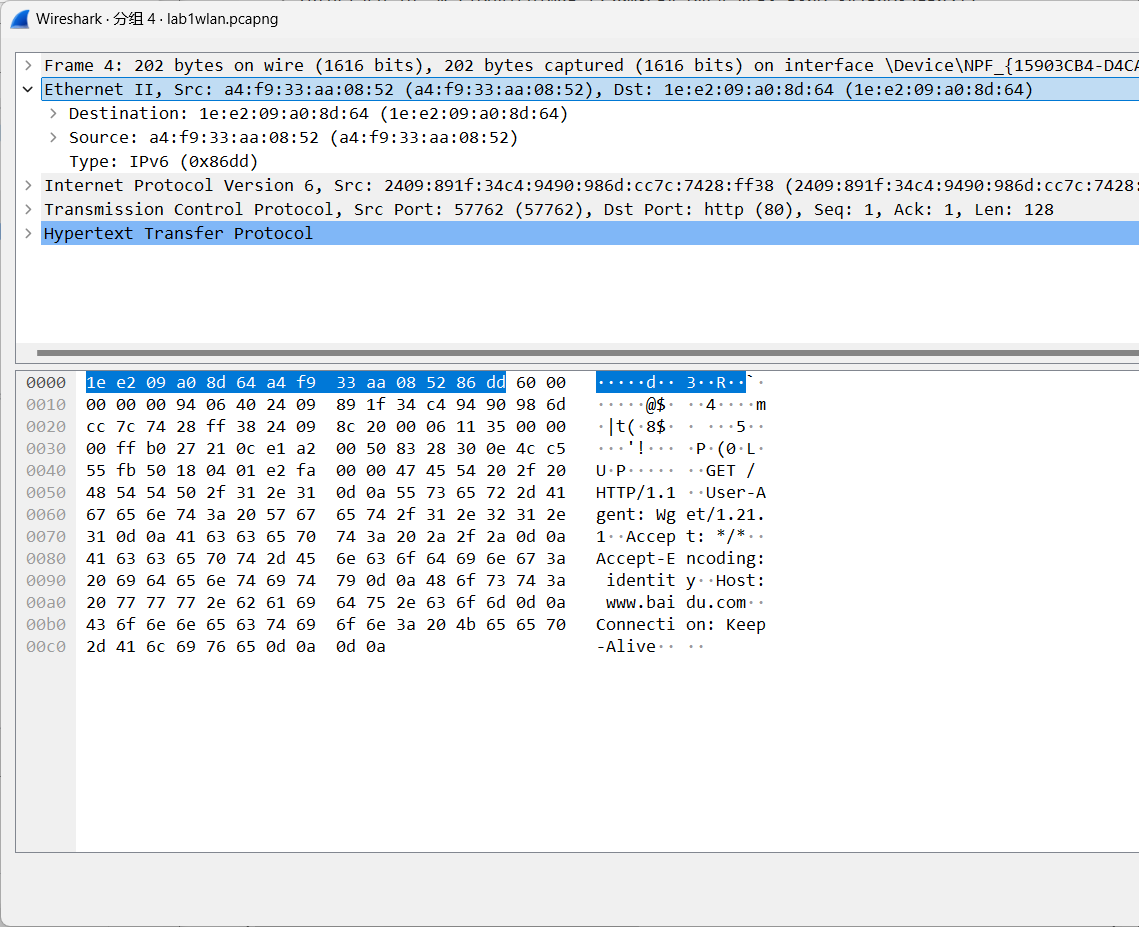 Wireshark · 分组 4 · lab1wlan.pcapng
Frame 4: 202 bytes on wire (1616 bits), 202 bytes captured (1616 bits) on interface \Device\NPF_{15903CB4-D4CA
Ethernet II, Src: a4:f9:33:aa:08:52 (a4:f9:33:aa:08:52), Dst: 1e:e2:09:a0:8d:64 (1e:e2:09:a0:8d:64)
Destination: 1e:e2:09:a0:8d:64 (1e:e2:09:a0:8d:64)
Source: a4:f9:33:aa:08:52 (a4:f9:33:aa:08:52)
Type: IPv6 (0x86dd)
Internet Protocol Version 6, Src: 2409:891f:34c4:9490:986d:cc7c:7428:ff38 (2409:891f:34c4:9490:986d:cc7c:7428:
Transmission Control Protocol, Src Port: 57762 (57762), Dst Port: http (80), Seq: 1, Ack: 1, Len: 128
Hypertext Transfer Protocol
0000 1e e2 09 a0 8d 64 a4 f9 33 aa 08 52 86 dd 60 00 ·····d·· 3··R··`·
0010 00 00 00 94 06 40 24 09 89 1f 34 c4 94 90 98 6d ·····@$· ··4····m
0020 cc 7c 74 28 ff 38 24 09 8c 20 00 06 11 35 00 00 ·|t(·8$· · ···5··
0030 00 ff b0 27 21 0c e1 a2 00 50 83 28 30 0e 4c c5 ···'!··· ·P·(0·L·
0040 55 fb 50 18 04 01 e2 fa 00 00 47 45 54 20 2f 20 U·P····· ··GET /
0050 48 54 54 50 2f 31 2e 31 0d 0a 55 73 65 72 2d 41 HTTP/1.1 ··User-A
0060 67 65 6e 74 3a 20 57 67 65 74 2f 31 2e 32 31 2e gent: Wg et/1.21.
0070 31 0d 0a 41 63 63 65 70 74 3a 20 2a 2f 2a 0d 0a 1··Accep t: */*··
0080 41 63 63 65 70 74 2d 45 6e 63 6f 64 69 6e 67 3a Accept-E ncoding:
0090 20 69 64 65 6e 74 69 74 79 0d 0a 48 6f 73 74 3a identit y··Host:
00a0 20 77 77 77 2e 62 61 69 64 75 2e 63 6f 6d 0d 0a www.bai du.com··
00b0 43 6f 6e 6e 65 63 74 69 6f 6e 3a 20 4b 65 65 70 Connecti on: Keep
00c0 2d 41 6c 69 76 65 0d 0a 0d 0a -Alive·· ··